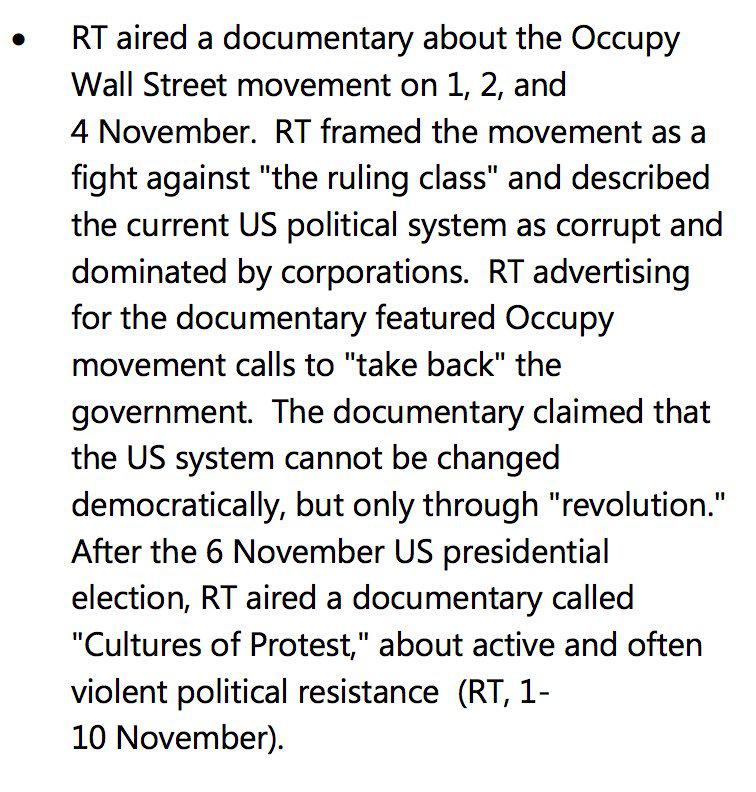 • RT aired a documentary about the Occupy
Wall Street movement on 1, 2, and
4 November.  RT framed the movement as a
fight against "the ruling class" and described
the current US political system as corrupt and
dominated by corporations.  RT advertising
for the documentary featured Occupy
movement calls to "take back" the
government.  The documentary claimed that
the US system cannot be changed
democratically, but only through "revolution."
After the 6 November US presidential
election, RT aired a documentary called
"Cultures of Protest," about active and often
violent political resistance  (RT, 1-
10 November).